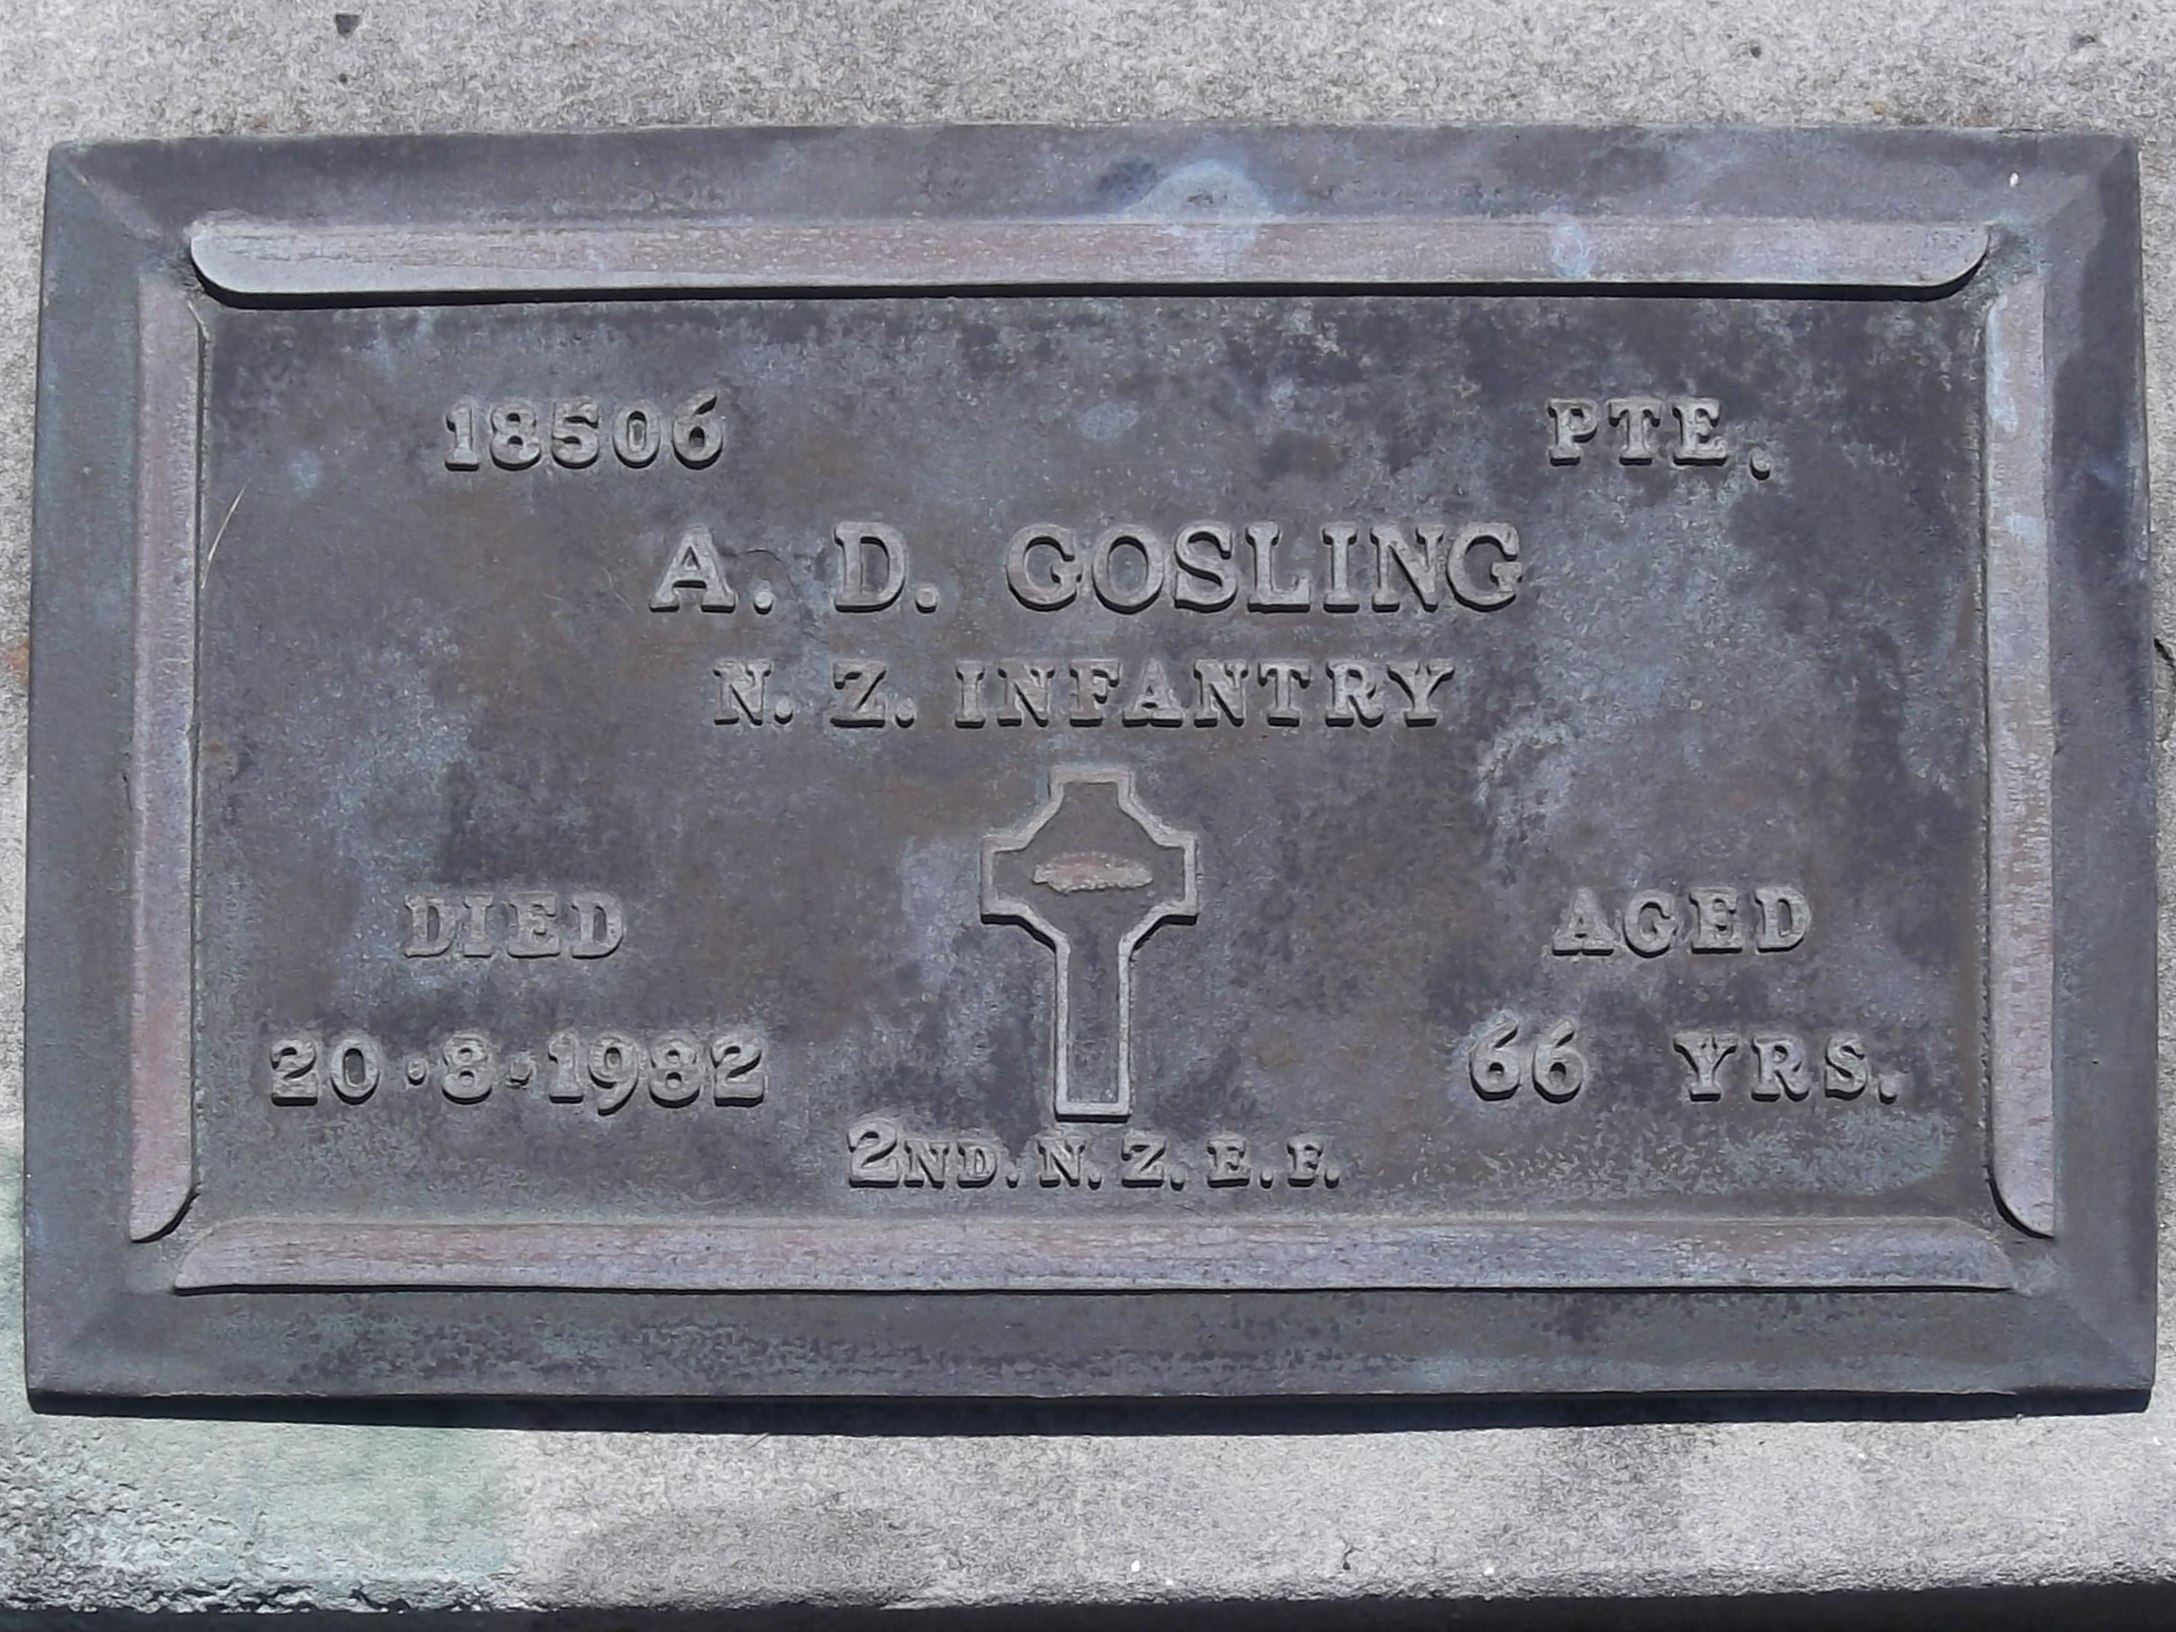 18506 PTE.
A. D. GOSLING
N. Z. INFANTRY
DIED AGED
20·8·1982 66 YRS.
2ND. N. Z. E. F.